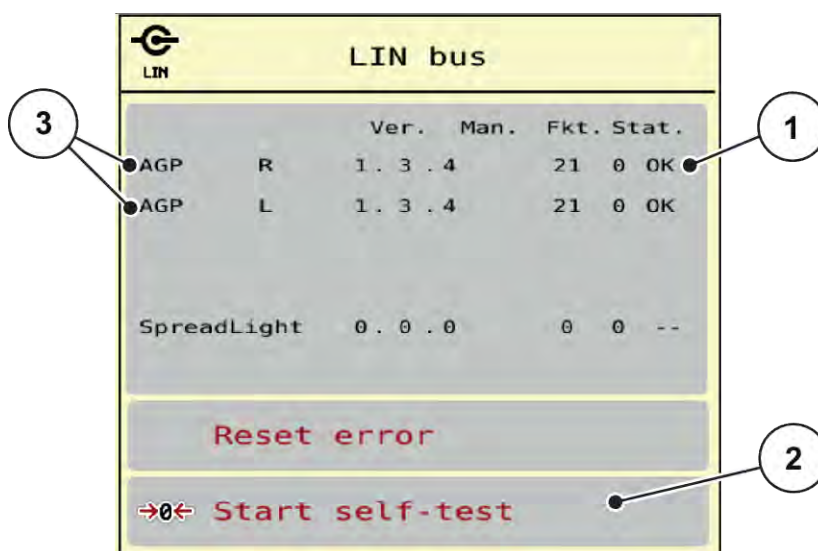 LIN bus
LIN
Ver. Man. Fkt. Stat.
3
1
AGP R 1.3.4 21 0 OK
AGP L 1.3.4 21 0 OK
SpreadLight 0.0.0 0 0 --
Reset error
2
→0← Start self-test